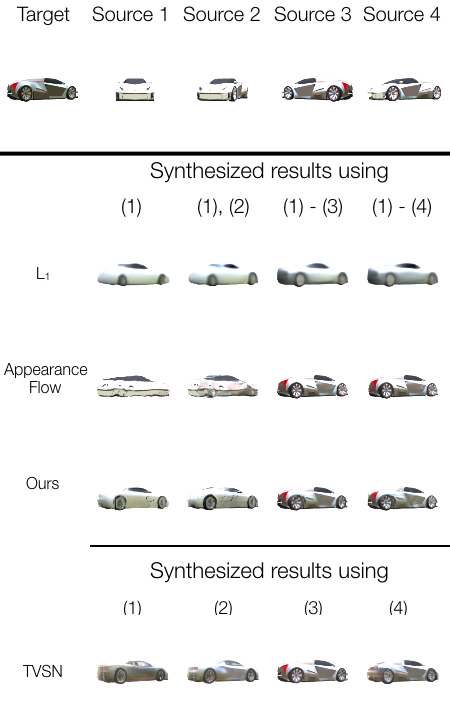 Target Source 1 Source 2 Source 3 Source 4
Synthesized results using
(1) (1), (2) (1) - (3) (1) - (4)
L₁
Appearance
Flow
Ours
Synthesized results using
(1) (2) (3) (4)
TVSN